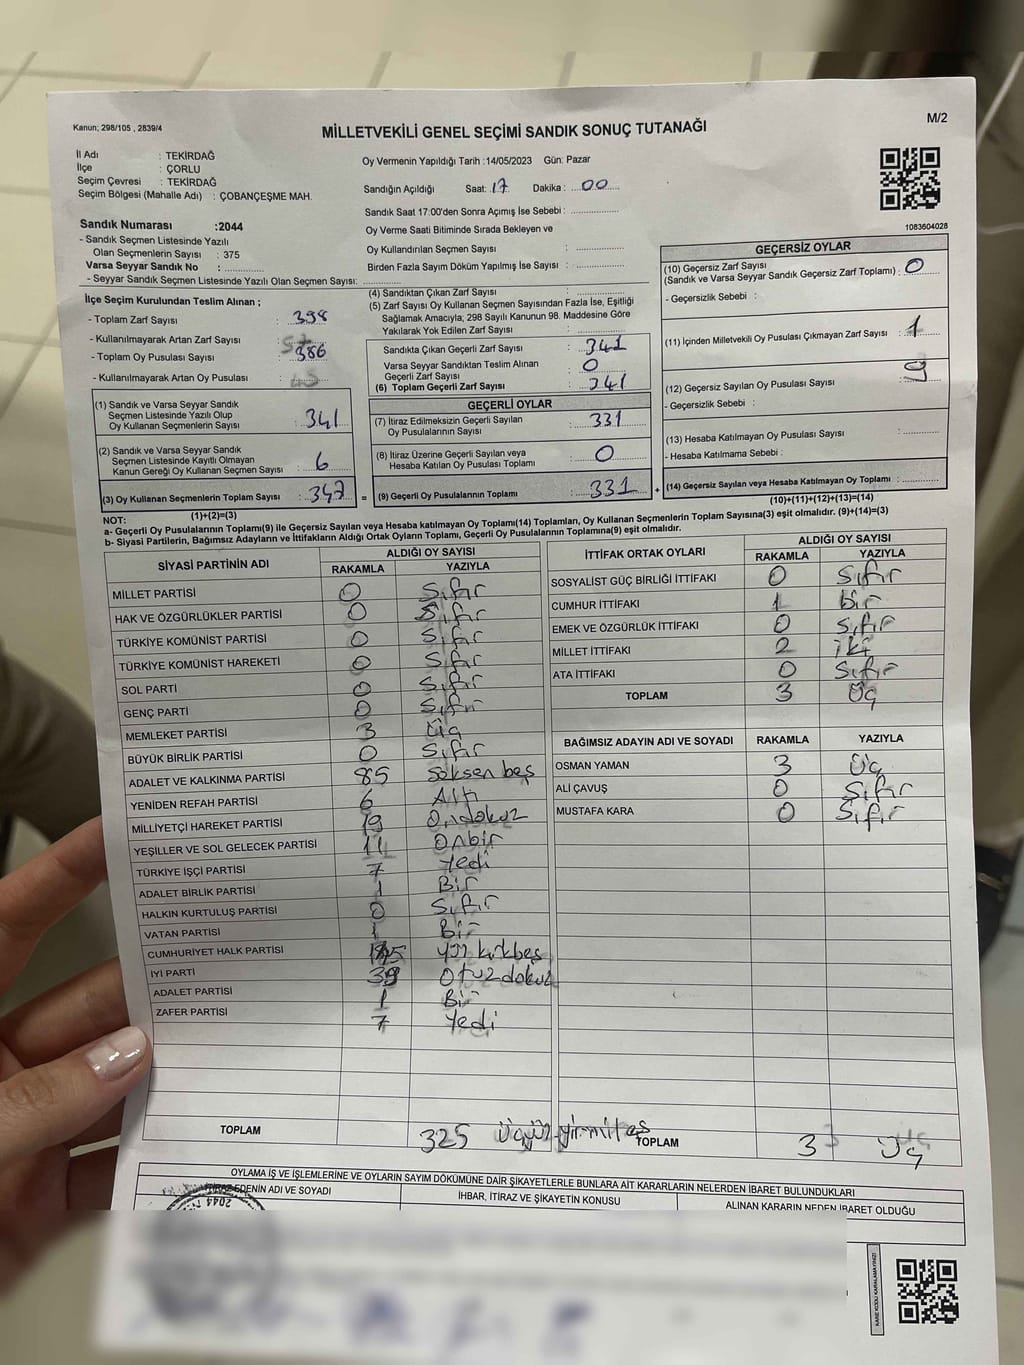 Kanun; 298/105 , 2839/4
M/2
MİLLETVEKİLİ GENEL SEÇİMİ SANDIK SONUÇ TUTANAĞI
İl Adı : TEKİRDAĞ
İlçe : ÇORLU
Seçim Çevresi : TEKİRDAĞ
Seçim Bölgesi (Mahalle Adı) : ÇOBANÇEŞME MAH.
Oy Vermenin Yapıldığı Tarih :14/05/2023 Gün: Pazar
Sandığın Açıldığı Saat: 17 Dakika : 00
Sandık Saat 17:00'den Sonra Açımış İse Sebebi :
Oy Verme Saati Bitiminde Sırada Bekleyen ve
Oy Kullandırılan Seçmen Sayısı :
Birden Fazla Sayım Döküm Yapılmış İse Sayısı :
1083604028
Sandık Numarası :2044
- Sandık Seçmen Listesinde Yazılı
Olan Seçmenlerin Sayısı : 375
Varsa Seyyar Sandık No :
- Seyyar Sandık Seçmen Listesinde Yazılı Olan Seçmen Sayısı:
İlçe Seçim Kurulundan Teslim Alınan ;
- Toplam Zarf Sayısı : 398
- Kullanılmayarak Artan Zarf Sayısı :
- Toplam Oy Pusulası Sayısı : 386
- Kullanılmayarak Artan Oy Pusulası :
(1) Sandık ve Varsa Seyyar Sandık
Seçmen Listesinde Yazılı Olup
Oy Kullanan Seçmenlerin Sayısı : 341
(2) Sandık ve Varsa Seyyar Sandık
Seçmen Listesinde Kayıtlı Olmayan
Kanun Gereği Oy Kullanan Seçmen Sayısı : 6
(3) Oy Kullanan Seçmenlerin Toplam Sayısı : 347
(1)+(2)=(3)
(4) Sandıktan Çıkan Zarf Sayısı :
(5) Zarf Sayısı Oy Kullanan Seçmen Sayısından Fazla İse, Eşitliği
Sağlamak Amacıyla; 298 Sayılı Kanunun 98. Maddesine Göre
Yakılarak Yok Edilen Zarf Sayısı :
Sandıkta Çıkan Geçerli Zarf Sayısı : 341
Varsa Seyyar Sandıktan Teslim Alınan
Geçerli Zarf Sayısı : 0
(6) Toplam Geçerli Zarf Sayısı : 341
GEÇERLİ OYLAR
(7) İtiraz Edilmeksizin Geçerli Sayılan
Oy Pusulalarının Sayısı : 331
(8) İtiraz Üzerine Geçerli Sayılan veya
Hesaba Katılan Oy Pusulası Toplamı : 0
= (9) Geçerli Oy Pusulalarının Toplamı : 331 +
GEÇERSİZ OYLAR
(10) Geçersiz Zarf Sayısı
(Sandık ve Varsa Seyyar Sandık Geçersiz Zarf Toplamı) : 0
- Geçersizlik Sebebi :
(11) İçinden Milletvekili Oy Pusulası Çıkmayan Zarf Sayısı : 1
(12) Geçersiz Sayılan Oy Pusulası Sayısı : 9
- Geçersizlik Sebebi :
(13) Hesaba Katılmayan Oy Pusulası Sayısı :
- Hesaba Katılmama Sebebi :
(14) Geçersiz Sayılan veya Hesaba Katılmayan Oy Toplamı :
(10)+(11)+(12)+(13)=(14)
NOT:
a- Geçerli Oy Pusulalarının Toplamı(9) ile Geçersiz Sayılan veya Hesaba katılmayan Oy Toplamı(14) Toplamları, Oy Kullanan Seçmenlerin Toplam Sayısına(3) eşit olmalıdır. (9)+(14)=(3)
b- Siyasi Partilerin, Bağımsız Adayların ve İttifakların Aldığı Ortak Oyların Toplamı, Geçerli Oy Pusulalarının Toplamına(9) eşit olmalıdır.
SİYASİ PARTİNİN ADI
ALDIĞI OY SAYISI
RAKAMLA YAZIYLA
MİLLET PARTİSİ 0 Sıfır
HAK VE ÖZGÜRLÜKLER PARTİSİ 0 Sıfır
TÜRKİYE KOMÜNİST PARTİSİ 0 Sıfır
TÜRKİYE KOMÜNİST HAREKETİ 0 Sıfır
SOL PARTİ 0 Sıfır
GENÇ PARTİ 0 Sıfır
MEMLEKET PARTİSİ 3 Üç
BÜYÜK BİRLİK PARTİSİ 0 Sıfır
ADALET VE KALKINMA PARTİSİ 85 Seksen beş
YENİDEN REFAH PARTİSİ 6 Altı
MİLLİYETÇİ HAREKET PARTİSİ 19 Ondokuz
YEŞİLLER VE SOL GELECEK PARTİSİ 11 Onbir
TÜRKİYE İŞÇİ PARTİSİ 7 Yedi
ADALET BİRLİK PARTİSİ 1 Bir
HALKIN KURTULUŞ PARTİSİ 0 Sıfır
VATAN PARTİSİ 1 Bir
CUMHURİYET HALK PARTİSİ 145 yüz kırkbeş
İYİ PARTİ 39 Otuzdokuz
ADALET PARTİSİ 1 Bir
ZAFER PARTİSİ 7 Yedi
TOPLAM 325 üçyüzyirmibeş
İTTİFAK ORTAK OYLARI
ALDIĞI OY SAYISI
RAKAMLA YAZIYLA
SOSYALİST GÜÇ BİRLİĞİ İTTİFAKI 0 Sıfır
CUMHUR İTTİFAKI 1 bir
EMEK VE ÖZGÜRLÜK İTTİFAKI 0 Sıfır
MİLLET İTTİFAKI 2 iki
ATA İTTİFAKI 0 Sıfır
TOPLAM 3 Üç
BAĞIMSIZ ADAYIN ADI VE SOYADI RAKAMLA YAZIYLA
OSMAN YAMAN 3 Üç
ALİ ÇAVUŞ 0 Sıfır
MUSTAFA KARA 0 Sıfır
TOPLAM 3 Üç
OYLAMA İŞ VE İŞLEMLERİNE VE OYLARIN SAYIM DÖKÜMÜNE DAİR ŞİKAYETLERLE BUNLARA AİT KARARLARIN NELERDEN İBARET BULUNDUKLARI
İTİRAZ EDENİN ADI VE SOYADI
İHBAR, İTİRAZ VE ŞİKAYETİN KONUSU
ALINAN KARARIN NEDEN İBARET OLDUĞU
2044